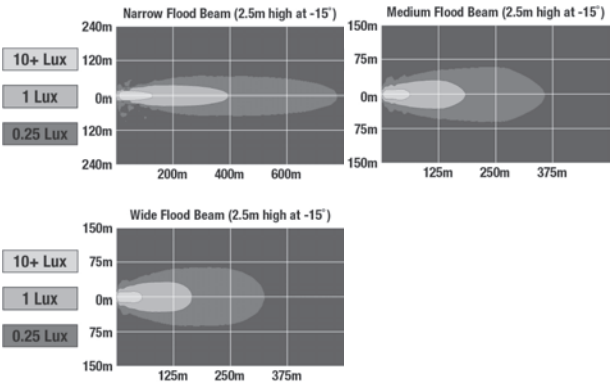 Narrow Flood Beam (2.5m high at -15˚)
240m
120m
0m
120m
240m
200m 400m 600m
10+ Lux
1 Lux
0.25 Lux
Medium Flood Beam (2.5m high at -15˚)
150m
75m
0m
75m
150m
125m 250m 375m
Wide Flood Beam (2.5m high at -15˚)
150m
75m
0m
75m
150m
125m 250m 375m
10+ Lux
1 Lux
0.25 Lux